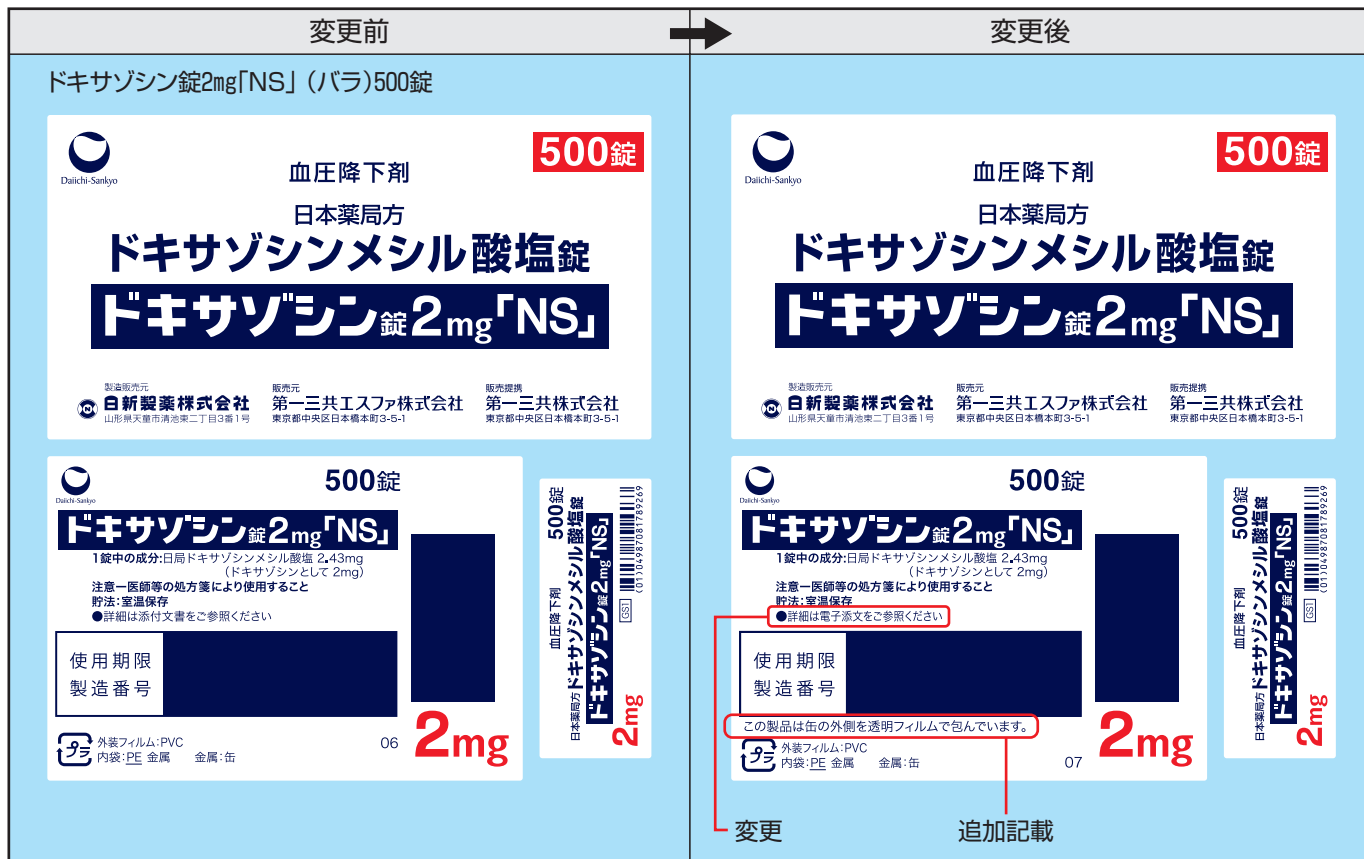 変更前
変更後
ドキサゾシン錠2mg「NS」(バラ)500錠
Daiichi-Sankyo
500錠
血圧降下剤
日本薬局方
ドキサゾシンメシル酸塩錠
ドキサゾシン錠2mg「NS」
製造販売元
日新製薬株式会社
山形県天童市清池東二丁目3番1号
販売元
第一三共エスファ株式会社
東京都中央区日本橋本町3-5-1
販売提携
第一三共株式会社
東京都中央区日本橋本町3-5-1
Daiichi-Sankyo
500錠
ドキサゾシン錠2mg「NS」
1錠中の成分:日局ドキサゾシンメシル酸塩 2.43mg
(ドキサゾシンとして 2mg)
注意―医師等の処方箋により使用すること
貯法:室温保存
●詳細は添付文書をご参照ください
使用期限
製造番号
プラ
外装フィルム:PVC
内袋:PE 金属 金属:缶
06
2mg
血圧降下剤 500錠
日本薬局方ドキサゾシンメシル酸塩錠
ドキサゾシン錠2mg「NS」
2mg
GS1
(01)04987081789269
Daiichi-Sankyo
500錠
血圧降下剤
日本薬局方
ドキサゾシンメシル酸塩錠
ドキサゾシン錠2mg「NS」
製造販売元
日新製薬株式会社
山形県天童市清池東二丁目3番1号
販売元
第一三共エスファ株式会社
東京都中央区日本橋本町3-5-1
販売提携
第一三共株式会社
東京都中央区日本橋本町3-5-1
Daiichi-Sankyo
500錠
ドキサゾシン錠2mg「NS」
1錠中の成分:日局ドキサゾシンメシル酸塩 2.43mg
(ドキサゾシンとして 2mg)
注意―医師等の処方箋により使用すること
貯法:室温保存
●詳細は電子添文をご参照ください
使用期限
製造番号
この製品は缶の外側を透明フィルムで包んでいます。
プラ
外装フィルム:PVC
内袋:PE 金属 金属:缶
07
2mg
血圧降下剤 500錠
日本薬局方ドキサゾシンメシル酸塩錠
ドキサゾシン錠2mg「NS」
2mg
GS1
(01)04987081789269
変更
追加記載